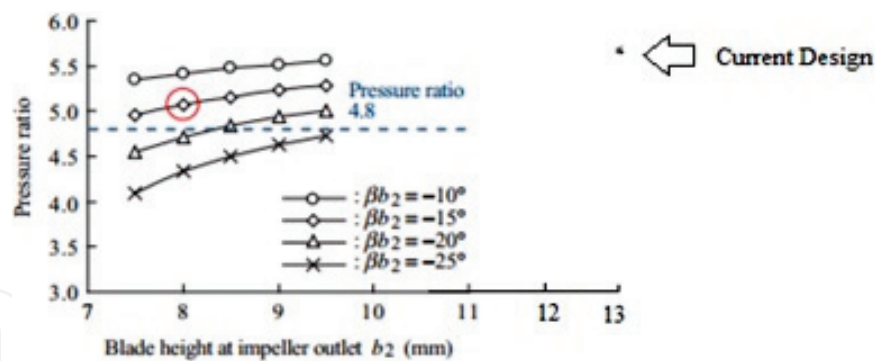 6.0
5.5
5.0
4.5
4.0
3.5
3.0
Pressure ratio
Current Design
Pressure ratio
4.8
: βb₂ = −10°
: βb₂ = −15°
: βb₂ = −20°
: βb₂ = −25°
7 8 9 10 11 12 13
Blade height at impeller outlet b₂ (mm)